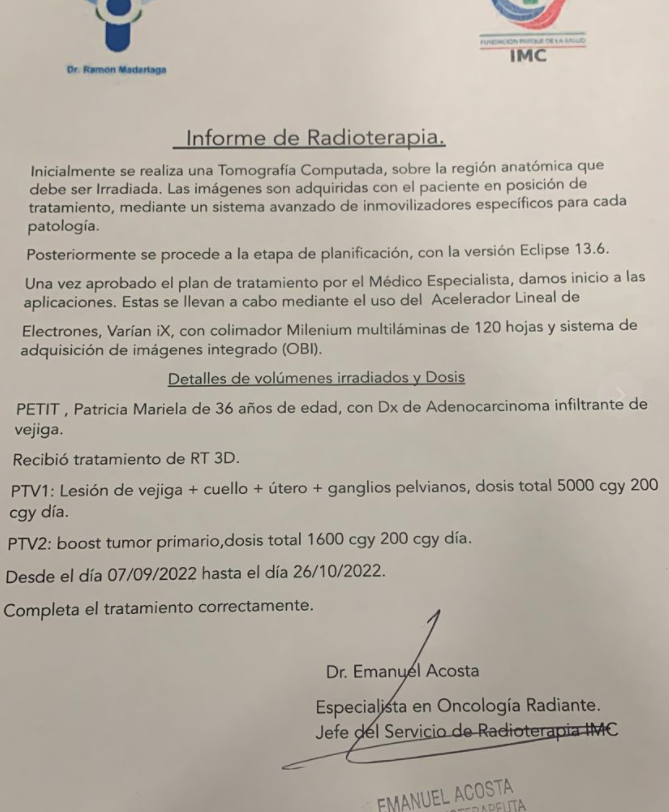 Dr. Ramon Madariaga
FUNDACION PARQUE DE LA SALUD
IMC
Informe de Radioterapia.
Inicialmente se realiza una Tomografía Computada, sobre la región anatómica que
debe ser Irradiada. Las imágenes son adquiridas con el paciente en posición de
tratamiento, mediante un sistema avanzado de inmovilizadores específicos para cada
patología.
Posteriormente se procede a la etapa de planificación, con la versión Eclipse 13.6.
Una vez aprobado el plan de tratamiento por el Médico Especialista, damos inicio a las
aplicaciones. Estas se llevan a cabo mediante el uso del Acelerador Lineal de
Electrones, Varían iX, con colimador Milenium multiláminas de 120 hojas y sistema de
adquisición de imágenes integrado (OBI).
Detalles de volúmenes irradiados y Dosis
PETIT , Patricia Mariela de 36 años de edad, con Dx de Adenocarcinoma infiltrante de
vejiga.
Recibió tratamiento de RT 3D.
PTV1: Lesión de vejiga + cuello + útero + ganglios pelvianos, dosis total 5000 cgy 200
cgy día.
PTV2: boost tumor primario,dosis total 1600 cgy 200 cgy día.
Desde el día 07/09/2022 hasta el día 26/10/2022.
Completa el tratamiento correctamente.
Dr. Emanuel Acosta
Especialista en Oncología Radiante.
Jefe del Servicio de Radioterapia IMC
EMANUEL ACOSTA